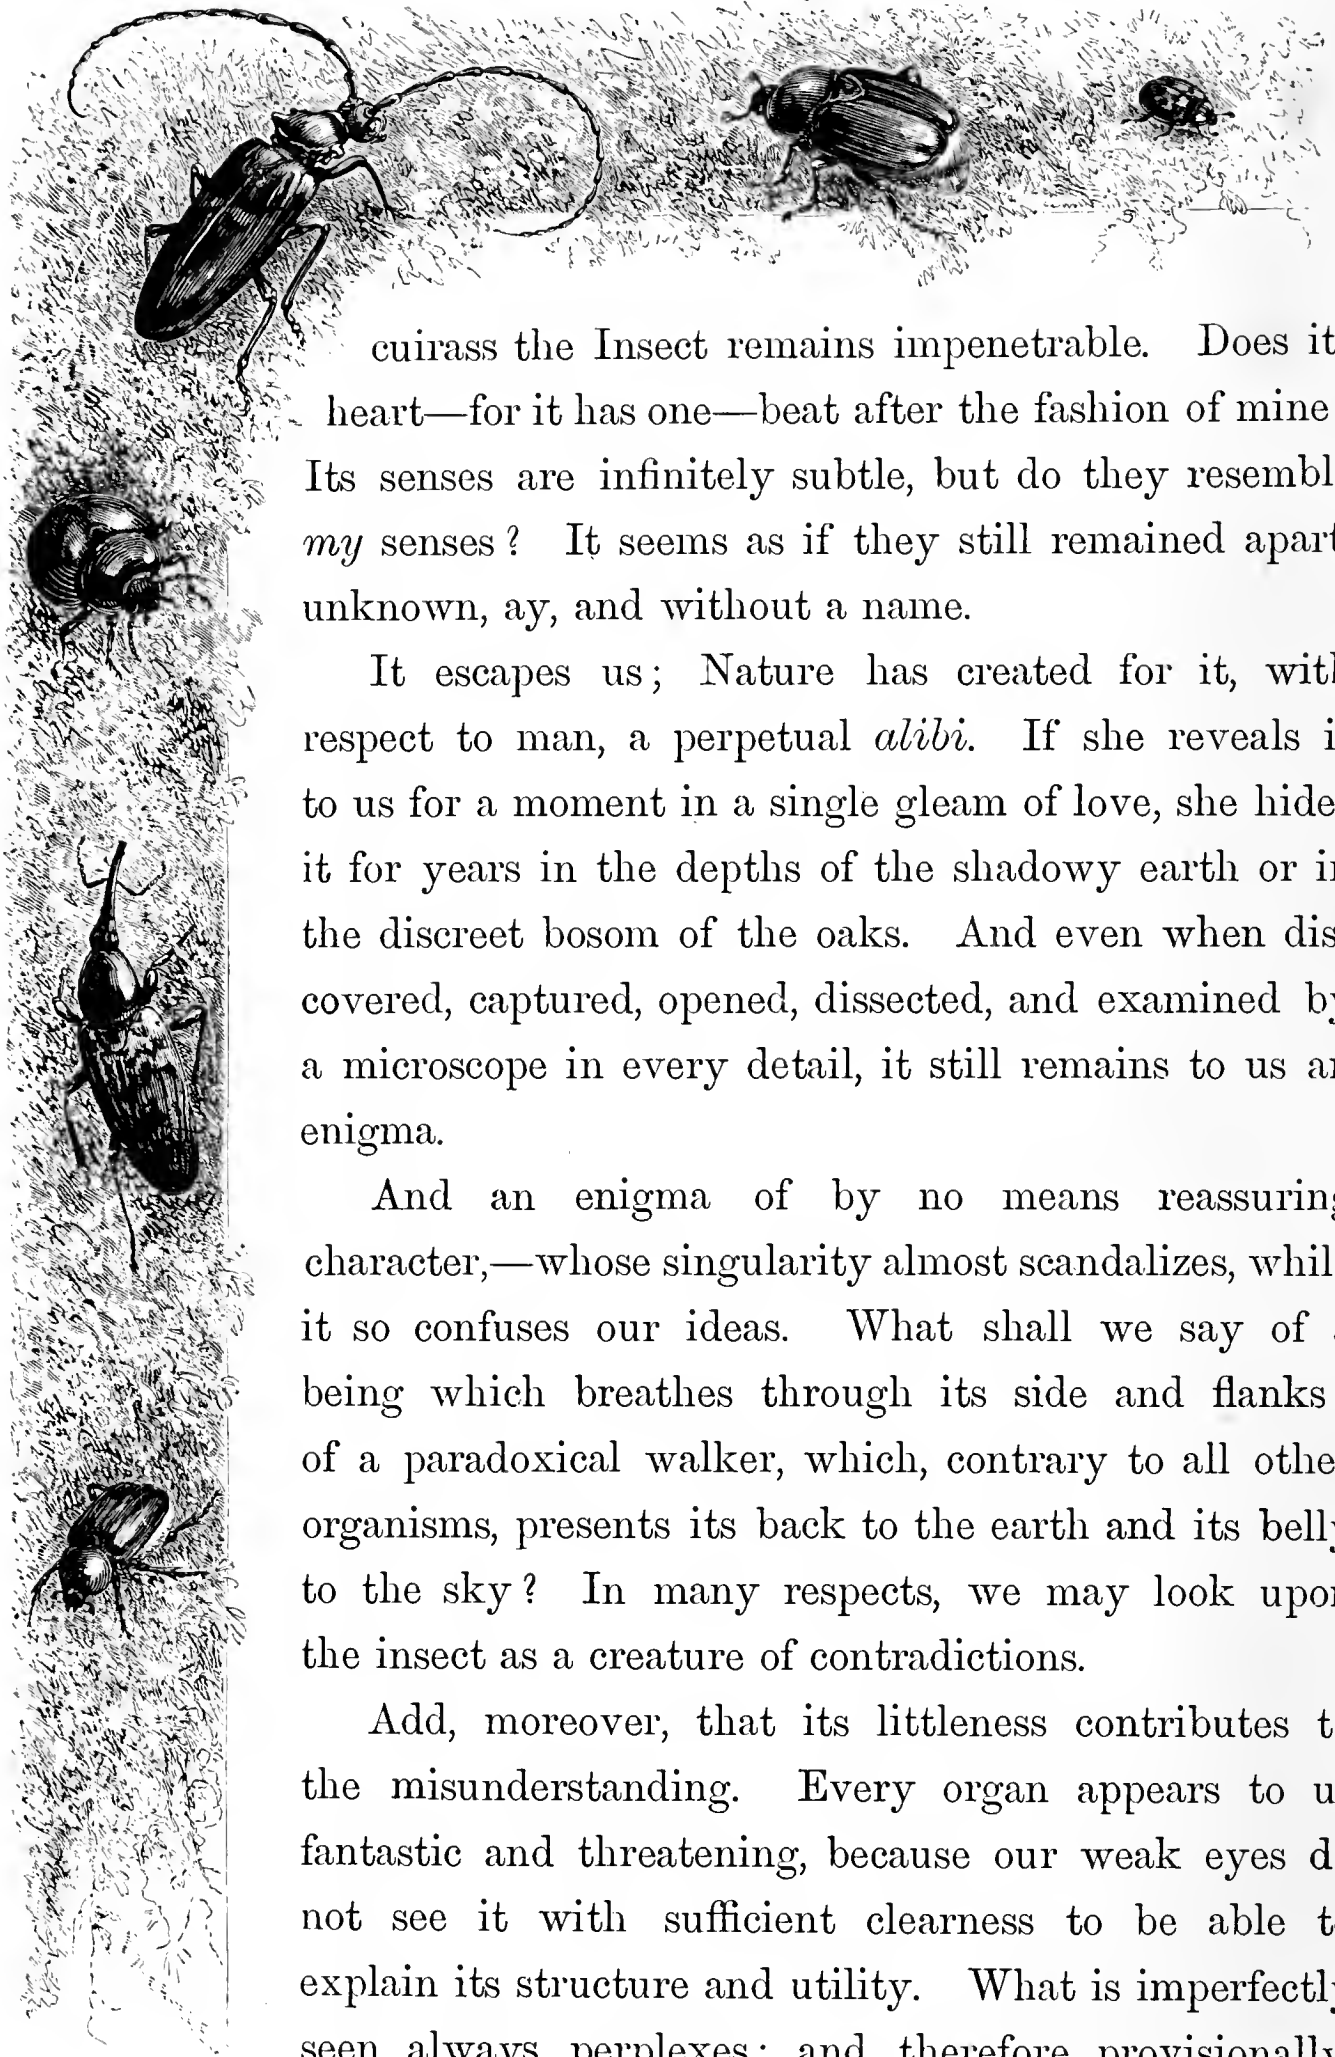 cuirass the Insect remains impenetrable. Does it
heart—for it has one—beat after the fashion of mine
Its senses are infinitely subtle, but do they resembl
my senses? It seems as if they still remained apart
unknown, ay, and without a name.
It escapes us; Nature has created for it, with
respect to man, a perpetual alibi. If she reveals i
to us for a moment in a single gleam of love, she hide
it for years in the depths of the shadowy earth or in
the discreet bosom of the oaks. And even when dis
covered, captured, opened, dissected, and examined by
a microscope in every detail, it still remains to us an
enigma.
And an enigma of by no means reassuring
character,—whose singularity almost scandalizes, whil
it so confuses our ideas. What shall we say of
being which breathes through its side and flanks
of a paradoxical walker, which, contrary to all othe
organisms, presents its back to the earth and its belly
to the sky? In many respects, we may look upon
the insect as a creature of contradictions.
Add, moreover, that its littleness contributes t
the misunderstanding. Every organ appears to u
fantastic and threatening, because our weak eyes d
not see it with sufficient clearness to be able t
explain its structure and utility. What is imperfectly
seen always perplexes; and therefore provisionally